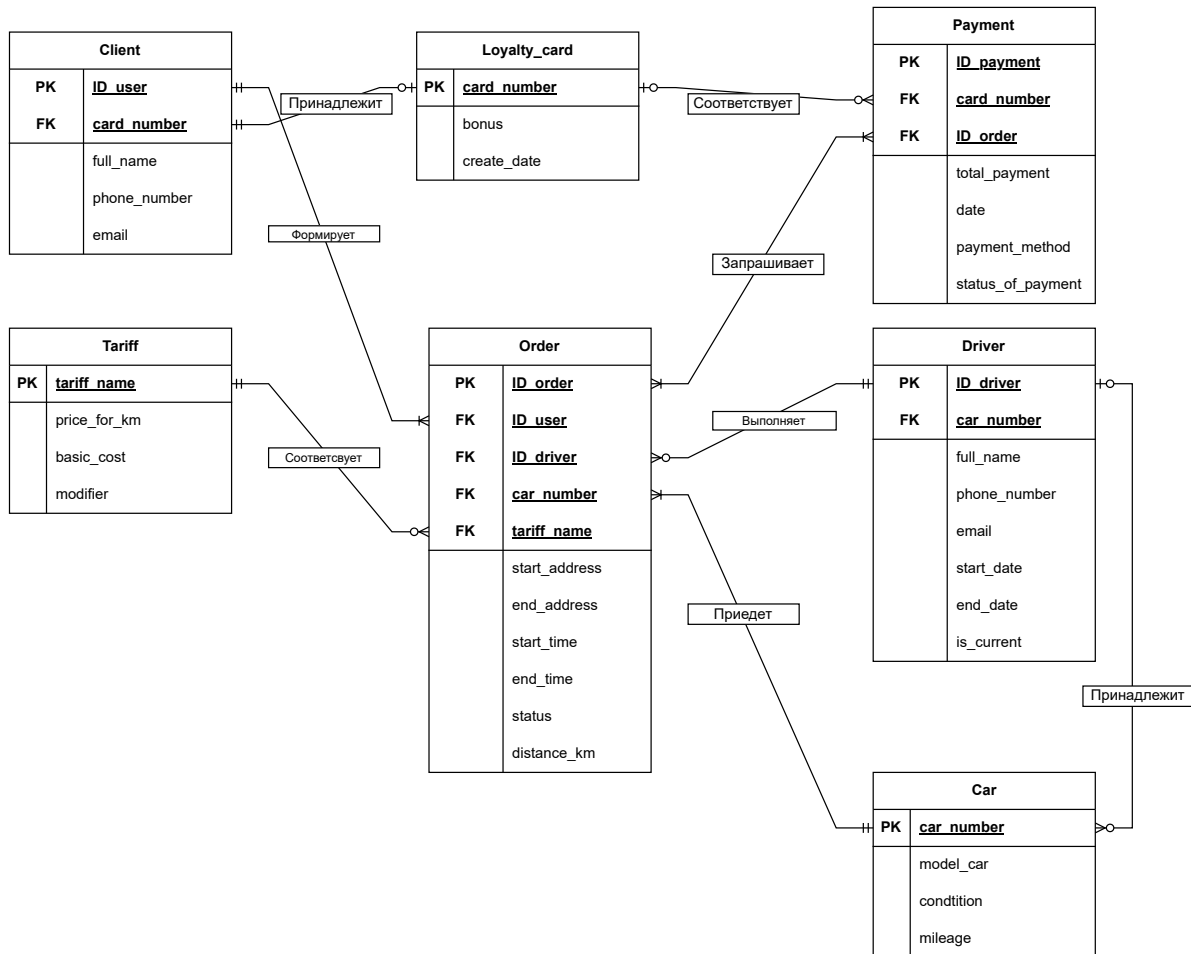 Client
PK ID_user
FK card_number
full_name
phone_number
email
Принадлежит
Loyalty_card
PK card_number
bonus
create_date
Соответствует
Payment
PK ID_payment
FK card_number
FK ID_order
total_payment
date
payment_method
status_of_payment
Формирует
Запрашивает
Tariff
PK tariff_name
price_for_km
basic_cost
modifier
Соответсвует
Order
PK ID_order
FK ID_user
FK ID_driver
FK car_number
FK tariff_name
start_address
end_address
start_time
end_time
status
distance_km
Выполняет
Driver
PK ID_driver
FK car_number
full_name
phone_number
email
start_date
end_date
is_current
Приедет
Принадлежит
Car
PK car_number
model_car
condtition
mileage